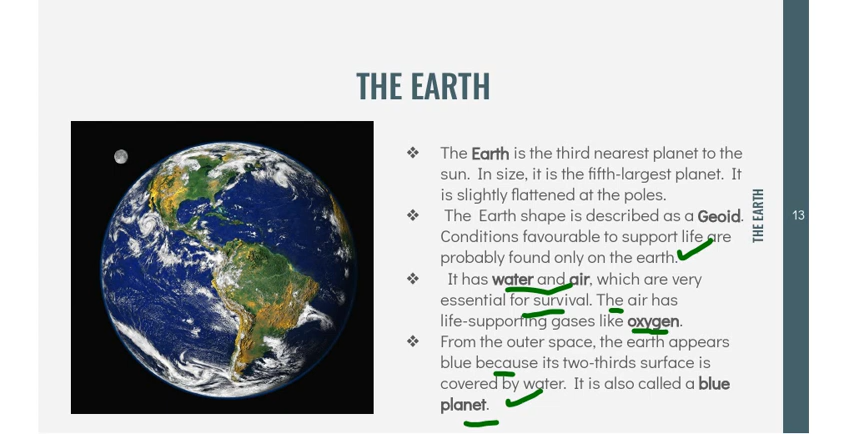 THE EARTH
❖ The Earth is the third nearest planet to the
sun. In size, it is the fifth-largest planet. It
is slightly flattened at the poles.
❖ The Earth shape is described as a Geoid.
Conditions favourable to support life are
probably found only on the earth.
❖ It has water and air, which are very
essential for survival. The air has
life-supporting gases like oxygen.
❖ From the outer space, the earth appears
blue because its two-thirds surface is
covered by water. It is also called a blue
planet.
THE EARTH
13